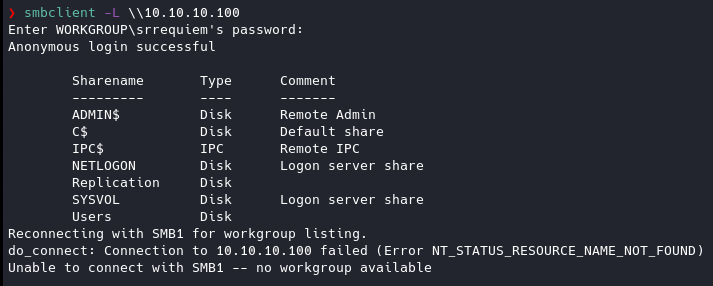 ❯ smbclient -L \\10.10.10.100
Enter WORKGROUP\srrequiem's password:
Anonymous login successful
Sharename Type Comment
--------- ---- -------
ADMIN$ Disk Remote Admin
C$ Disk Default share
IPC$ IPC Remote IPC
NETLOGON Disk Logon server share
Replication Disk
SYSVOL Disk Logon server share
Users Disk
Reconnecting with SMB1 for workgroup listing.
do_connect: Connection to 10.10.10.100 failed (Error NT_STATUS_RESOURCE_NAME_NOT_FOUND)
Unable to connect with SMB1 -- no workgroup available